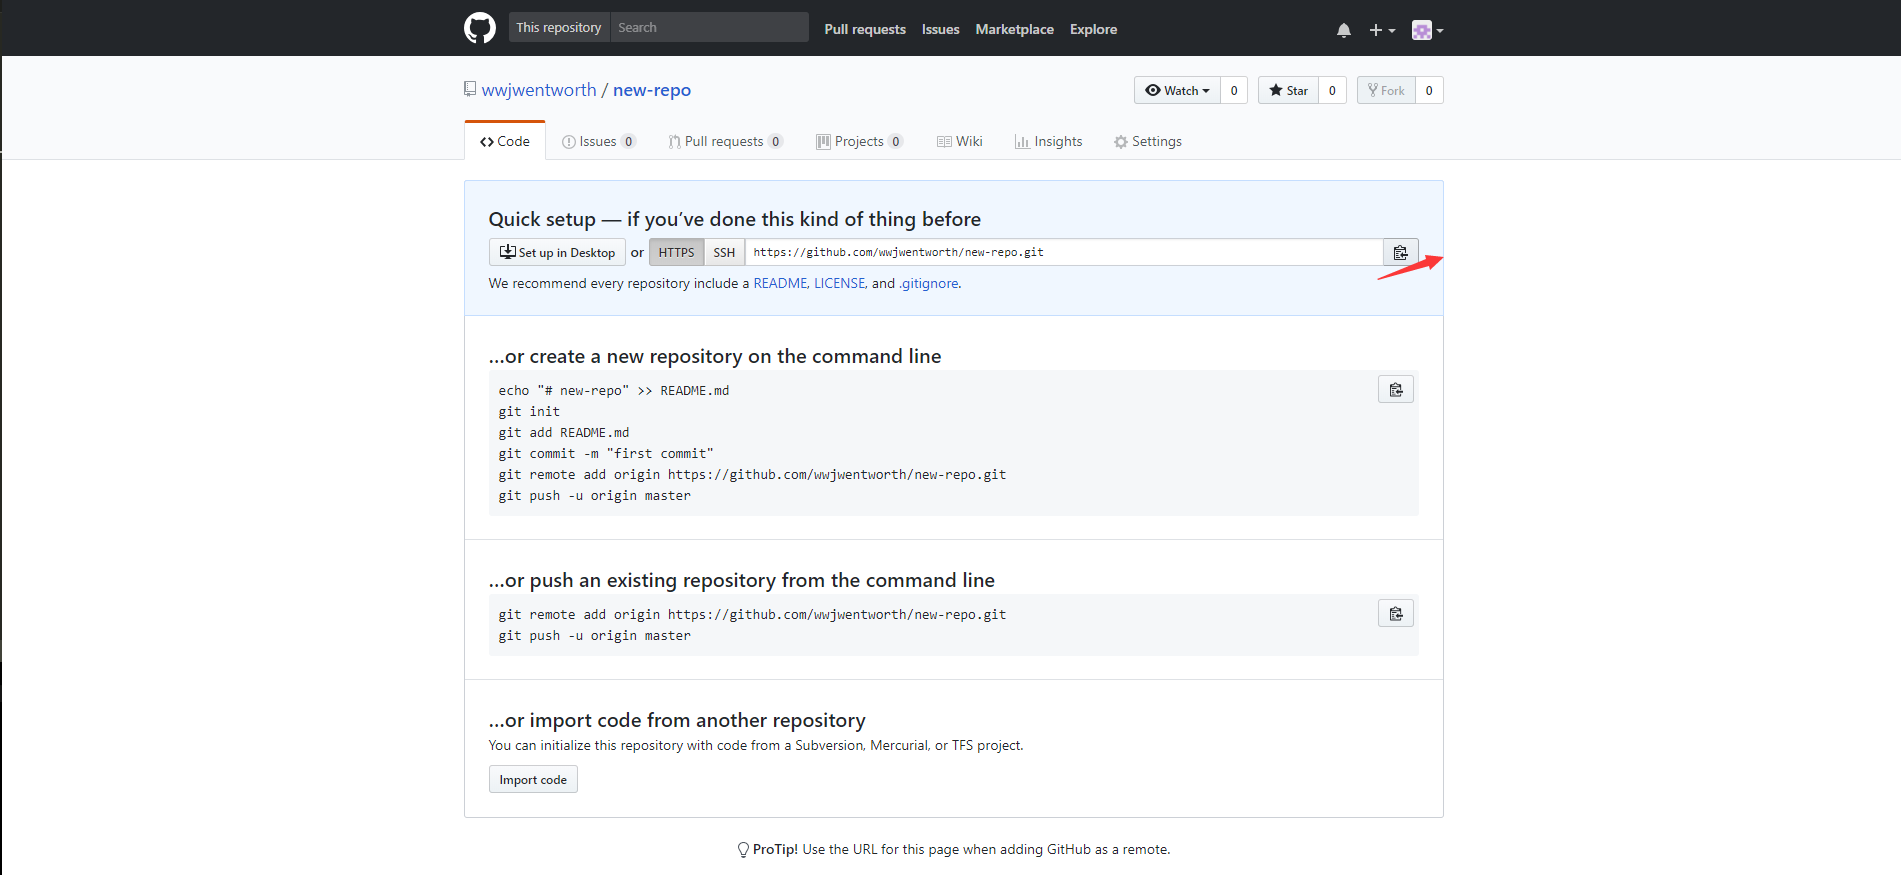 This repository Search Pull requests Issues Marketplace Explore
wwjwentworth / new-repo Watch 0 Star 0 Fork 0
Code Issues 0 Pull requests 0 Projects 0 Wiki Insights Settings
Quick setup — if you’ve done this kind of thing before
Set up in Desktop or HTTPS SSH https://github.com/wwjwentworth/new-repo.git
We recommend every repository include a README, LICENSE, and .gitignore.
…or create a new repository on the command line
echo "# new-repo" >> README.md
git init
git add README.md
git commit -m "first commit"
git remote add origin https://github.com/wwjwentworth/new-repo.git
git push -u origin master
…or push an existing repository from the command line
git remote add origin https://github.com/wwjwentworth/new-repo.git
git push -u origin master
…or import code from another repository
You can initialize this repository with code from a Subversion, Mercurial, or TFS project.
Import code
ProTip! Use the URL for this page when adding GitHub as a remote.